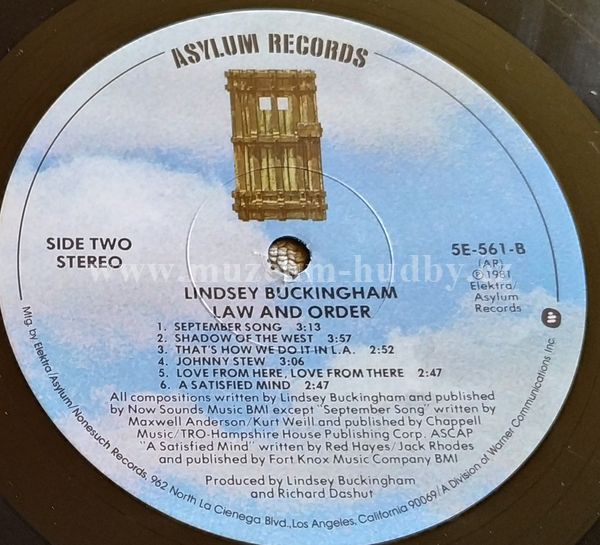 ASYLUM RECORDS
SIDE TWO
STEREO
5E-561-B
(AR)
℗ 1981
Elektra/
Asylum
Records
www.muzeum-hudby.
LINDSEY BUCKINGHAM
LAW AND ORDER
1. SEPTEMBER SONG 3:13
2. SHADOW OF THE WEST 3:57
3. THAT'S HOW WE DO IT IN L.A. 2:52
4. JOHNNY STEW 3:06
5. LOVE FROM HERE, LOVE FROM THERE 2:47
6. A SATISFIED MIND 2:47
All compositions written by Lindsey Buckingham and published
by Now Sounds Music BMI except "September Song" written by
Maxwell Anderson/Kurt Weill and published by Chappell
Music/TRO-Hampshire House Publishing Corp. ASCAP
"A Satisfied Mind" written by Red Hayes/Jack Rhodes
and published by Fort Knox Music Company BMI
Produced by Lindsey Buckingham
and Richard Dashut
Mfg. by Elektra/Asylum/Nonesuch Records, 962 North La Cienega Blvd., Los Angeles, California 90069/A Division of Warner Communications Inc.